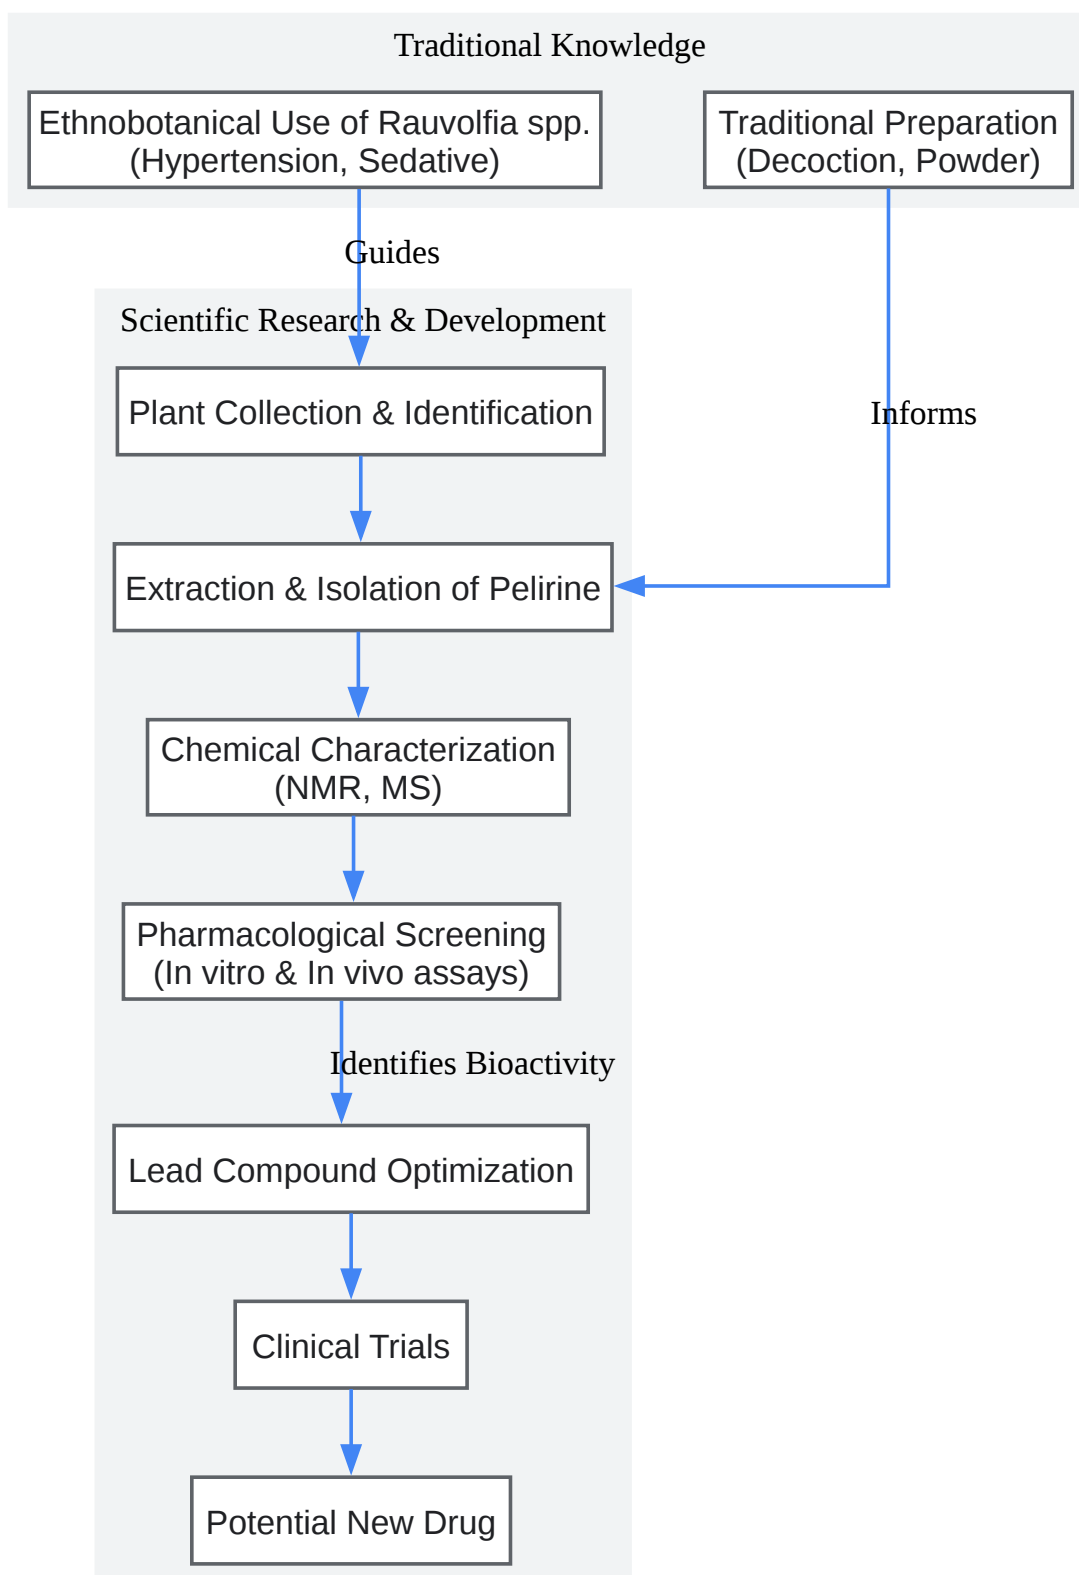 Traditional Knowledge
Ethnobotanical Use of Rauvolfia spp.
(Hypertension, Sedative)
Traditional Preparation
(Decoction, Powder)
Guides
Scientific Research & Development
Plant Collection & Identification
Informs
Extraction & Isolation of Pelirine
Chemical Characterization
(NMR, MS)
Pharmacological Screening
(In vitro & In vivo assays)
Identifies Bioactivity
Lead Compound Optimization
Clinical Trials
Potential New Drug